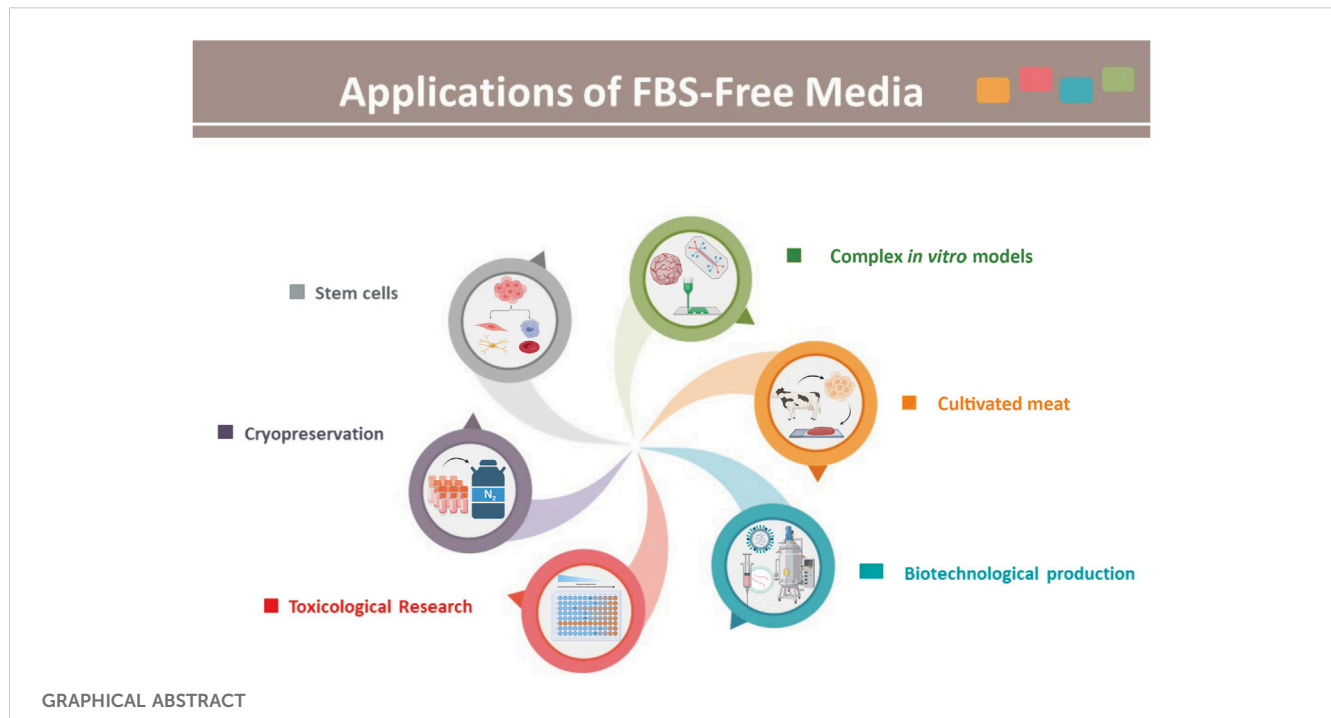 Applications of FBS-Free Media
Complex in vitro models
Stem cells
Cultivated meat
Cryopreservation
N2
Biotechnological production
Toxicological Research
GRAPHICAL ABSTRACT